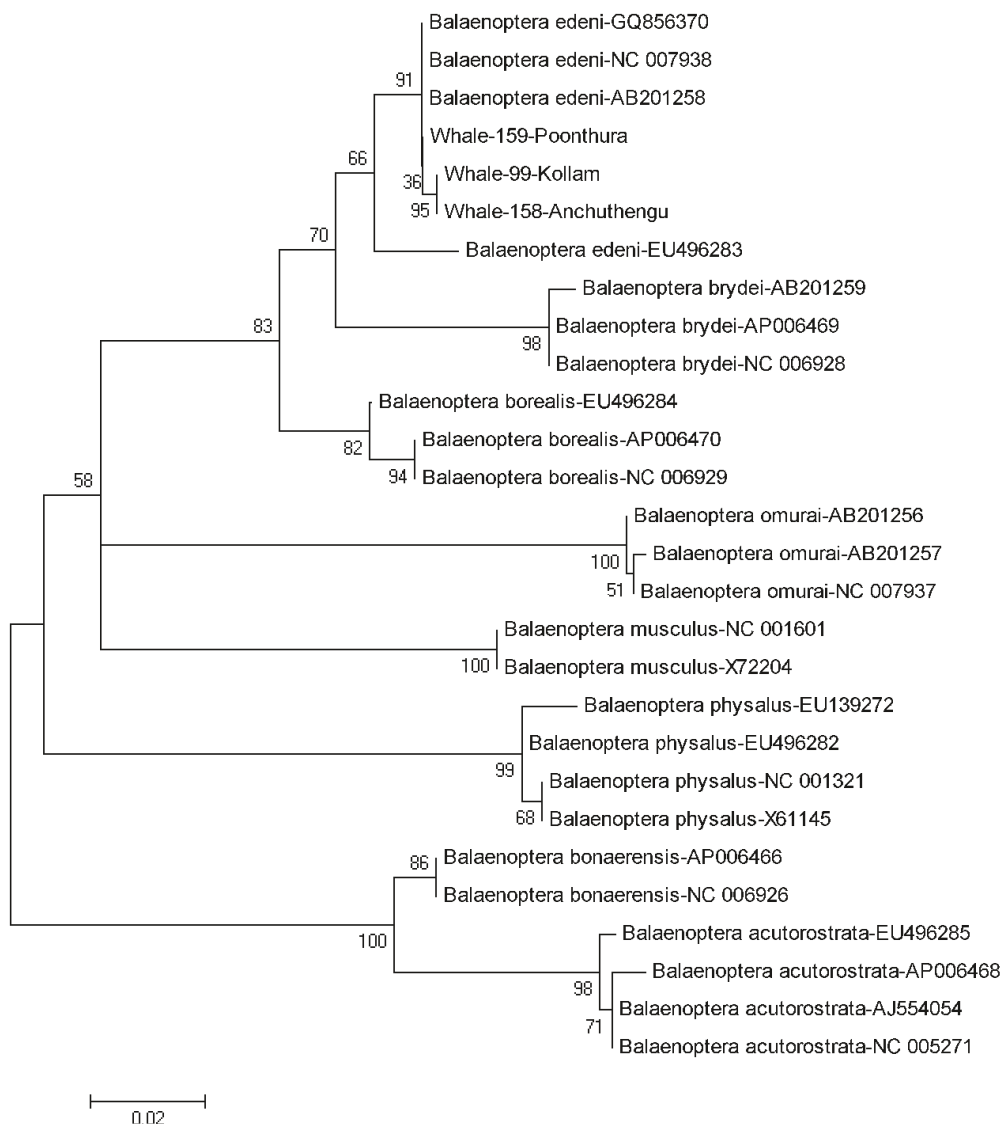 Balaenoptera edeni-GQ856370
Balaenoptera edeni-NC 007938
91
Balaenoptera edeni-AB201258
Whale-159-Poonthura
66
Whale-99-Kollam
36
95
Whale-158-Anchuthengu
70
Balaenoptera edeni-EU496283
Balaenoptera brydei-AB201259
83
Balaenoptera brydei-AP006469
98
Balaenoptera brydei-NC 006928
Balaenoptera borealis-EU496284
82
Balaenoptera borealis-AP006470
94
Balaenoptera borealis-NC 006929
58
Balaenoptera omurai-AB201256
100
Balaenoptera omurai-AB201257
51
Balaenoptera omurai-NC 007937
Balaenoptera musculus-NC 001601
100
Balaenoptera musculus-X72204
Balaenoptera physalus-EU139272
Balaenoptera physalus-EU496282
99
Balaenoptera physalus-NC 001321
68
Balaenoptera physalus-X61145
86
Balaenoptera bonaerensis-AP006466
Balaenoptera bonaerensis-NC 006926
100
Balaenoptera acutorostrata-EU496285
Balaenoptera acutorostrata-AP006468
98
Balaenoptera acutorostrata-AJ554054
71
Balaenoptera acutorostrata-NC 005271
0.02